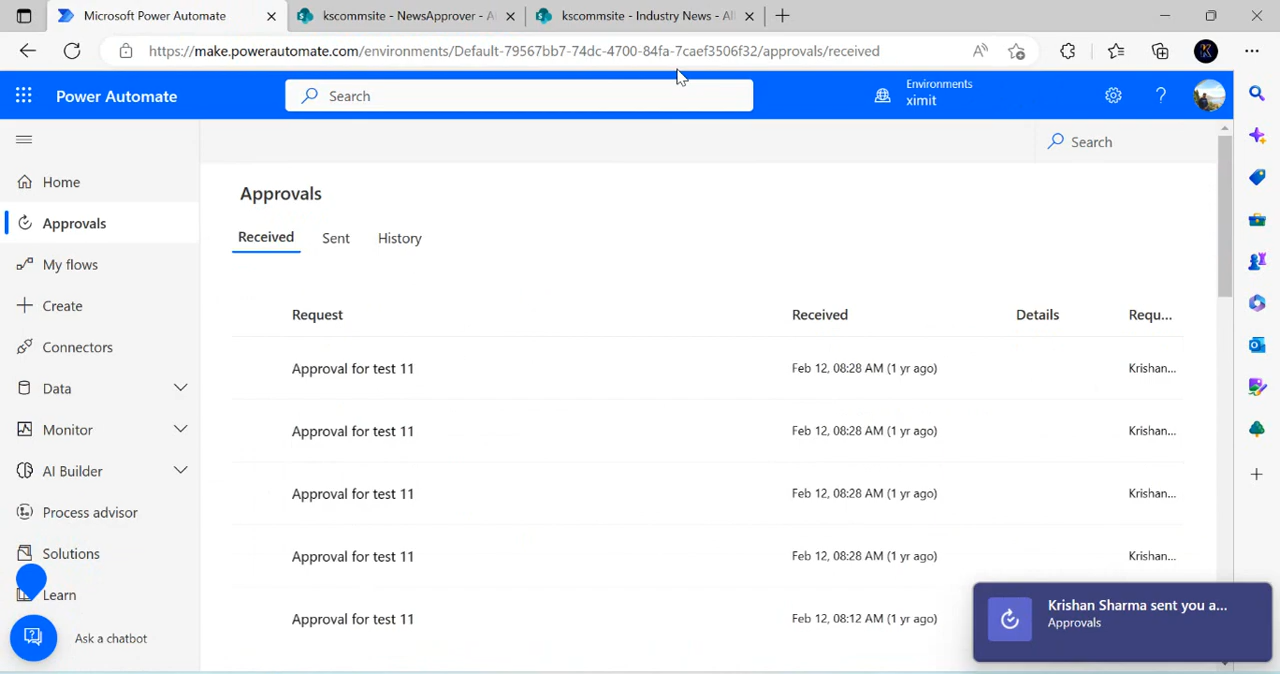 Microsoft Power Automate
kscommsite - NewsApprover - A
kscommsite - Industry News - All
https://make.powerautomate.com/environments/Default-79567bb7-74dc-4700-84fa-7caef3506f32/approvals/received
Power Automate
Search
Environments
ximit
Search
Home
Approvals
My flows
Create
Connectors
Data
Monitor
AI Builder
Process advisor
Solutions
Learn
Ask a chatbot
Approvals
Received Sent History
Request Received Details Requ...
Approval for test 11 Feb 12, 08:28 AM (1 yr ago) Krishan...
Approval for test 11 Feb 12, 08:28 AM (1 yr ago) Krishan...
Approval for test 11 Feb 12, 08:28 AM (1 yr ago) Krishan...
Approval for test 11 Feb 12, 08:28 AM (1 yr ago) Krishan...
Approval for test 11 Feb 12, 08:12 AM (1 yr ago)
Krishan Sharma sent you a...
Approvals